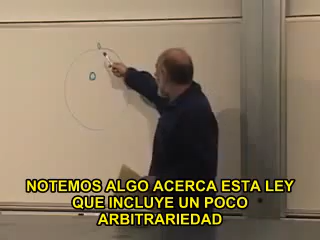 NOTEMOS ALGO ACERCA ESTA LEY
QUE INCLUYE UN POCO
ARBITRARIEDAD